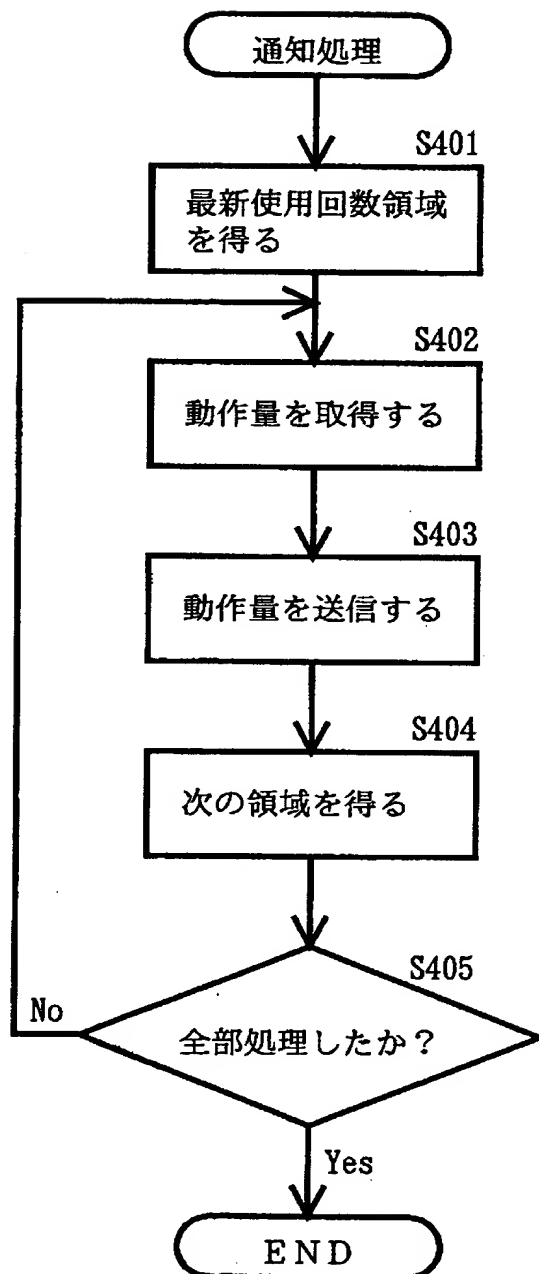 通知処理
S401
最新使用回数領域
を得る
S402
動作量を取得する
S403
動作量を送信する
S404
次の領域を得る
S405
全部処理したか？
No
Yes
END